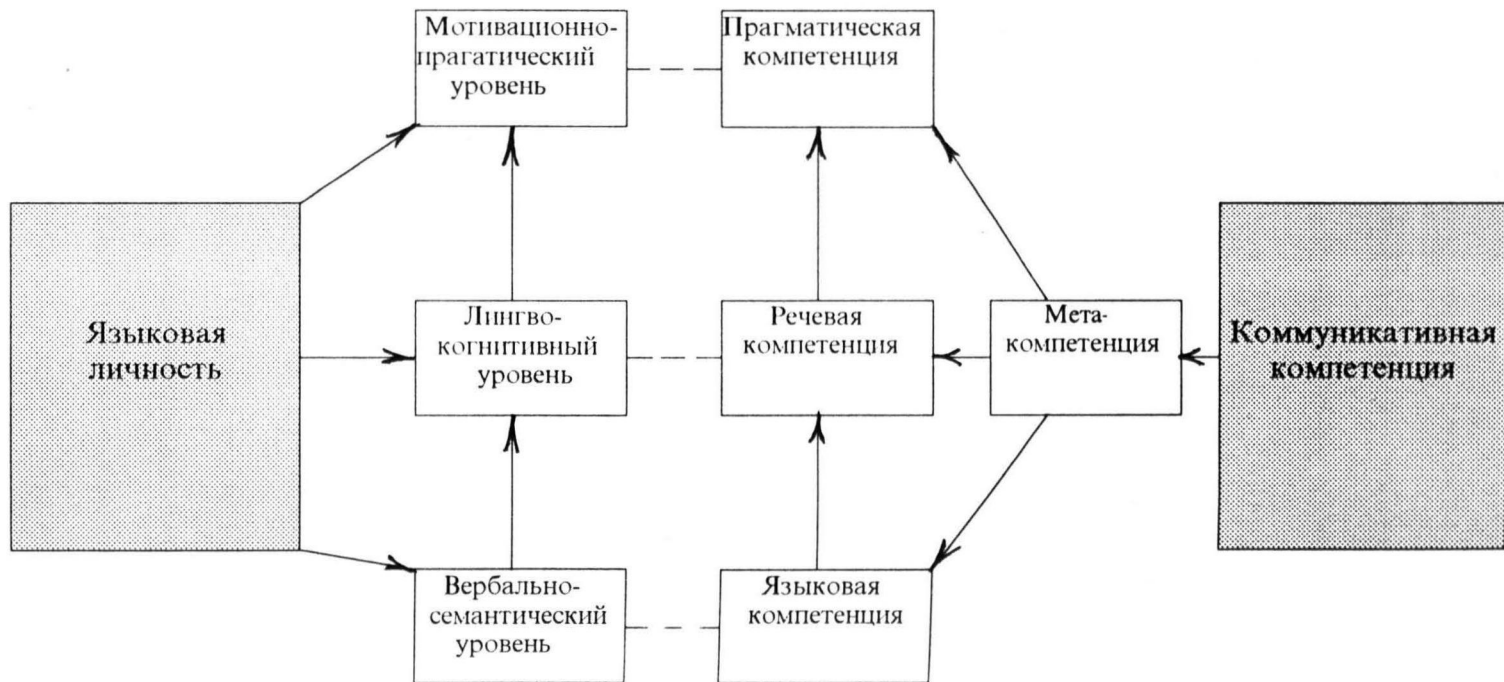 Мотивационно-
прагатический
уровень
Прагматическая
компетенция
Языковая
личность
Лингво-
когнитивный
уровень
Речевая
компетенция
Мета-
компетенция
Коммуникативная
компетенция
Вербально-
семантический
уровень
Языковая
компетенция